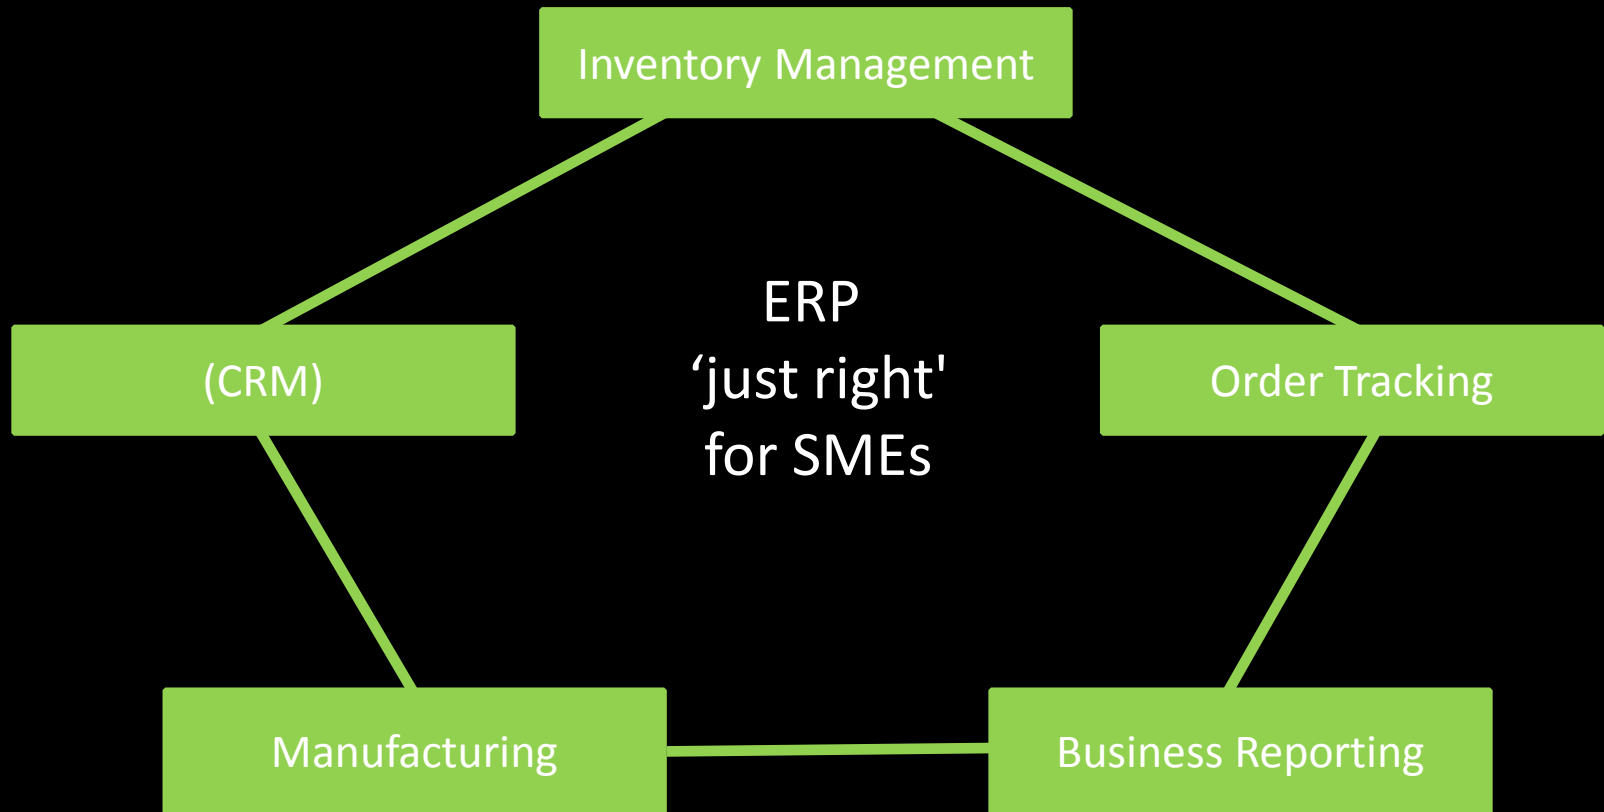 Inventory Management
ERP
‘just right'
for SMEs
(CRM)
Order Tracking
Manufacturing
Business Reporting